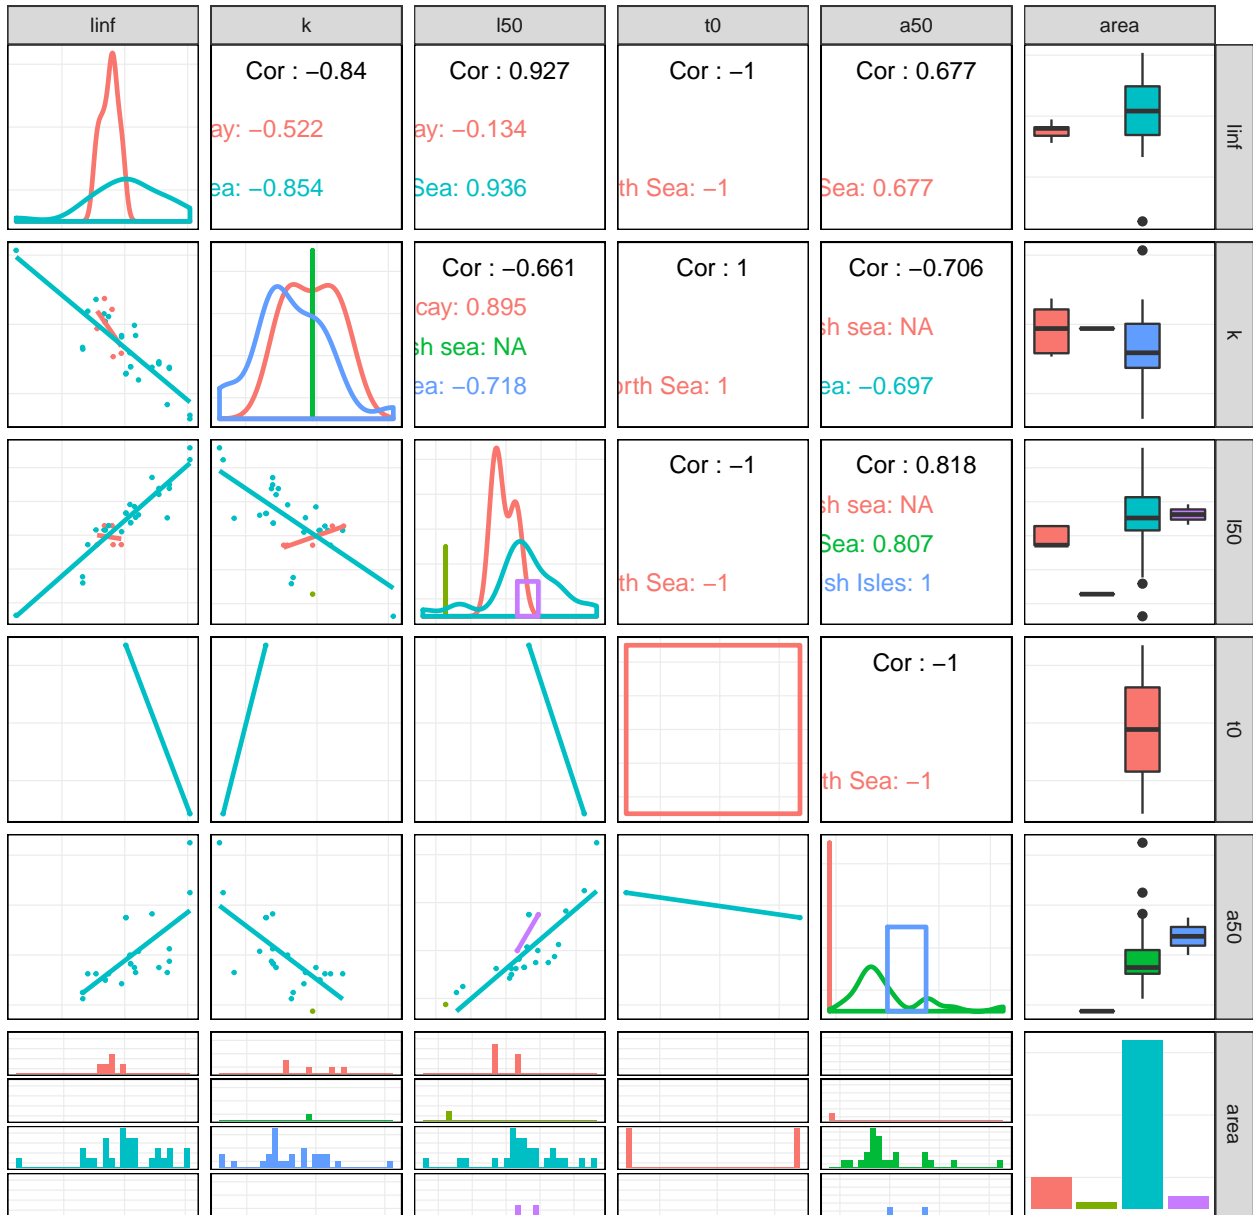 linf k l50 t0 a50 area
Cor : −0.84 Cor : 0.927 Cor : −1 Cor : 0.677 linf
ay: −0.522 ay: −0.134
ea: −0.854 Sea: 0.936 th Sea: −1 Sea: 0.677
Cor : −0.661 Cor : 1 Cor : −0.706 k
cay: 0.895
sh sea: NA sh sea: NA
ea: −0.718 orth Sea: 1 ea: −0.697
Cor : −1 Cor : 0.818 l50
sh sea: NA
Sea: 0.807
th Sea: −1 sh Isles: 1
Cor : −1 t0
th Sea: −1
a50
area